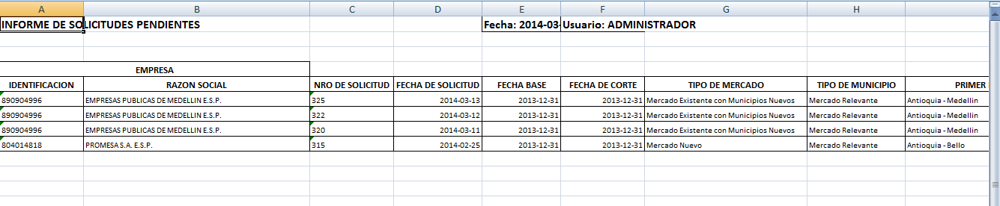 A B C D E F G H
INFORME DE SOLICITUDES PENDIENTES Fecha: 2014-03- Usuario: ADMINISTRADOR
EMPRESA
IDENTIFICACION RAZON SOCIAL NRO DE SOLICITUD FECHA DE SOLICITUD FECHA BASE FECHA DE CORTE TIPO DE MERCADO TIPO DE MUNICIPIO PRIMER
890904996 EMPRESAS PUBLICAS DE MEDELLIN E.S.P. 325 2014-03-13 2013-12-31 2013-12-31 Mercado Existente con Municipios Nuevos Mercado Relevante Antioquia - Medellin
890904996 EMPRESAS PUBLICAS DE MEDELLIN E.S.P. 322 2014-03-12 2013-12-31 2013-12-31 Mercado Existente con Municipios Nuevos Mercado Relevante Antioquia - Medellin
890904996 EMPRESAS PUBLICAS DE MEDELLIN E.S.P. 320 2014-03-11 2013-12-31 2013-12-31 Mercado Existente con Municipios Nuevos Mercado Relevante Antioquia - Medellin
804014818 PROMESA S.A. E.S.P. 315 2014-02-25 2013-12-31 2013-12-31 Mercado Nuevo Mercado Relevante Antioquia - Bello